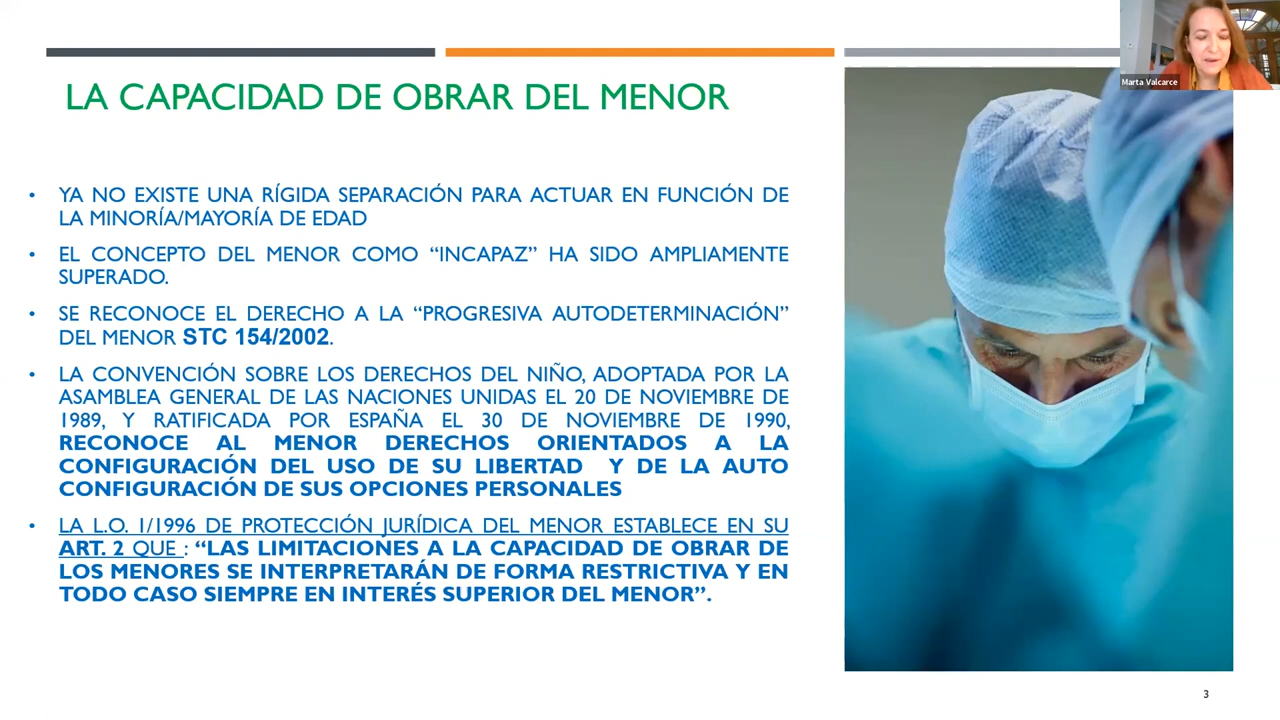 Marta Valcarce
LA CAPACIDAD DE OBRAR DEL MENOR
• YA NO EXISTE UNA RÍGIDA SEPARACIÓN PARA ACTUAR EN FUNCIÓN DE
LA MINORÍA/MAYORÍA DE EDAD
• EL CONCEPTO DEL MENOR COMO “INCAPAZ” HA SIDO AMPLIAMENTE
SUPERADO.
• SE RECONOCE EL DERECHO A LA “PROGRESIVA AUTODETERMINACIÓN”
DEL MENOR STC 154/2002.
• LA CONVENCIÓN SOBRE LOS DERECHOS DEL NIÑO, ADOPTADA POR LA
ASAMBLEA GENERAL DE LAS NACIONES UNIDAS EL 20 DE NOVIEMBRE DE
1989, Y RATIFICADA POR ESPAÑA EL 30 DE NOVIEMBRE DE 1990,
RECONOCE AL MENOR DERECHOS ORIENTADOS A LA
CONFIGURACIÓN DEL USO DE SU LIBERTAD Y DE LA AUTO
CONFIGURACIÓN DE SUS OPCIONES PERSONALES
• LA L.O. 1/1996 DE PROTECCIÓN JURÍDICA DEL MENOR ESTABLECE EN SU
ART. 2 QUE : “LAS LIMITACIONES A LA CAPACIDAD DE OBRAR DE
LOS MENORES SE INTERPRETARÁN DE FORMA RESTRICTIVA Y EN
TODO CASO SIEMPRE EN INTERÉS SUPERIOR DEL MENOR”.
3